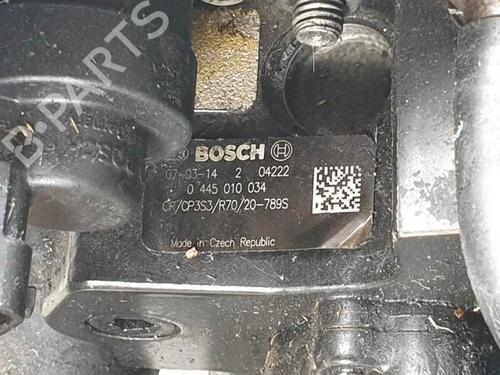 BOSCH
07-03-14 2 04222
0 445 010 034
CR/CP3S3/R70/20-789S
Made in Czech Republic